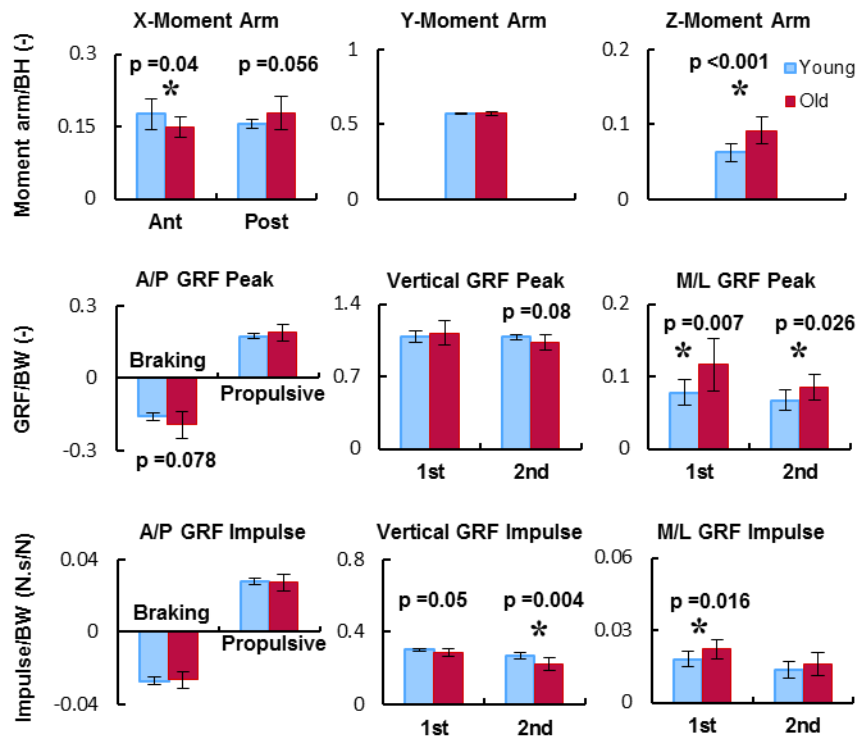 X-Moment Arm
Y-Moment Arm
Z-Moment Arm
Moment arm/BH (-)
0.3
0.15
0
p =0.04
*
p =0.056
Ant
Post
1
0.5
0
0.2
0.1
0
p <0.001
*
Young
Old
A/P GRF Peak
Vertical GRF Peak
M/L GRF Peak
GRF/BW (-)
0.3
0
-0.3
Braking
Propulsive
p =0.078
1.4
0.7
0
p =0.08
1st
2nd
0.2
0.1
0
p =0.007
*
p =0.026
*
1st
2nd
A/P GRF Impulse
Vertical GRF Impulse
M/L GRF Impulse
Impulse/BW (N.s/N)
0.04
0
-0.04
Braking
Propulsive
0.8
0.4
0
p =0.05
p =0.004
*
1st
2nd
0.06
0.03
0
p =0.016
*
1st
2nd